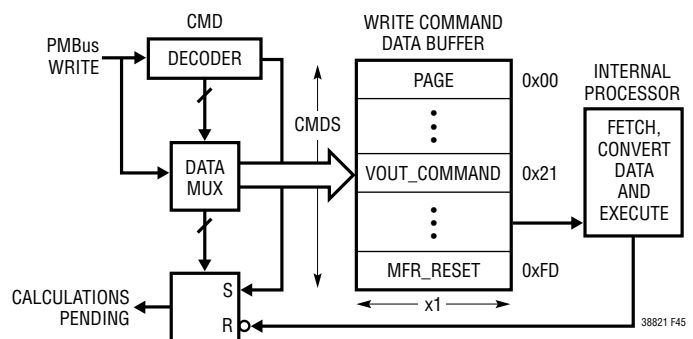 CMD
PMBus
WRITE
DECODER
WRITE COMMAND
DATA BUFFER
CMDS
PAGE
0x00
INTERNAL
PROCESSOR
FETCH,
CONVERT
DATA
AND
EXECUTE
DATA
MUX
VOUT_COMMAND
0x21
MFR_RESET
0xFD
S
CALCULATIONS
PENDING
R
x1
38821 F45